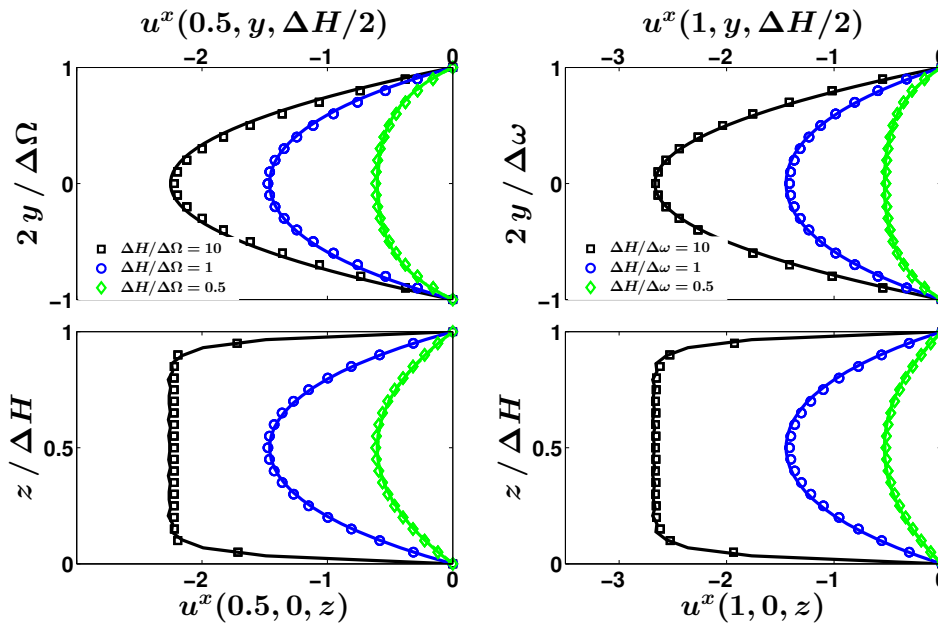 u^x(0.5, y, ΔH/2)
−2 −1 0
1
0
−1
2 y / ΔΩ
ΔH/ΔΩ = 10
ΔH/ΔΩ = 1
ΔH/ΔΩ = 0.5
u^x(1, y, ΔH/2)
−3 −2 −1 0
1
0
−1
2 y / Δω
ΔH/Δω = 10
ΔH/Δω = 1
ΔH/Δω = 0.5
1
0.5
0
z / ΔH
−2 −1 0
u^x(0.5, 0, z)
1
0.5
0
z / ΔH
−3 −2 −1 0
u^x(1, 0, z)